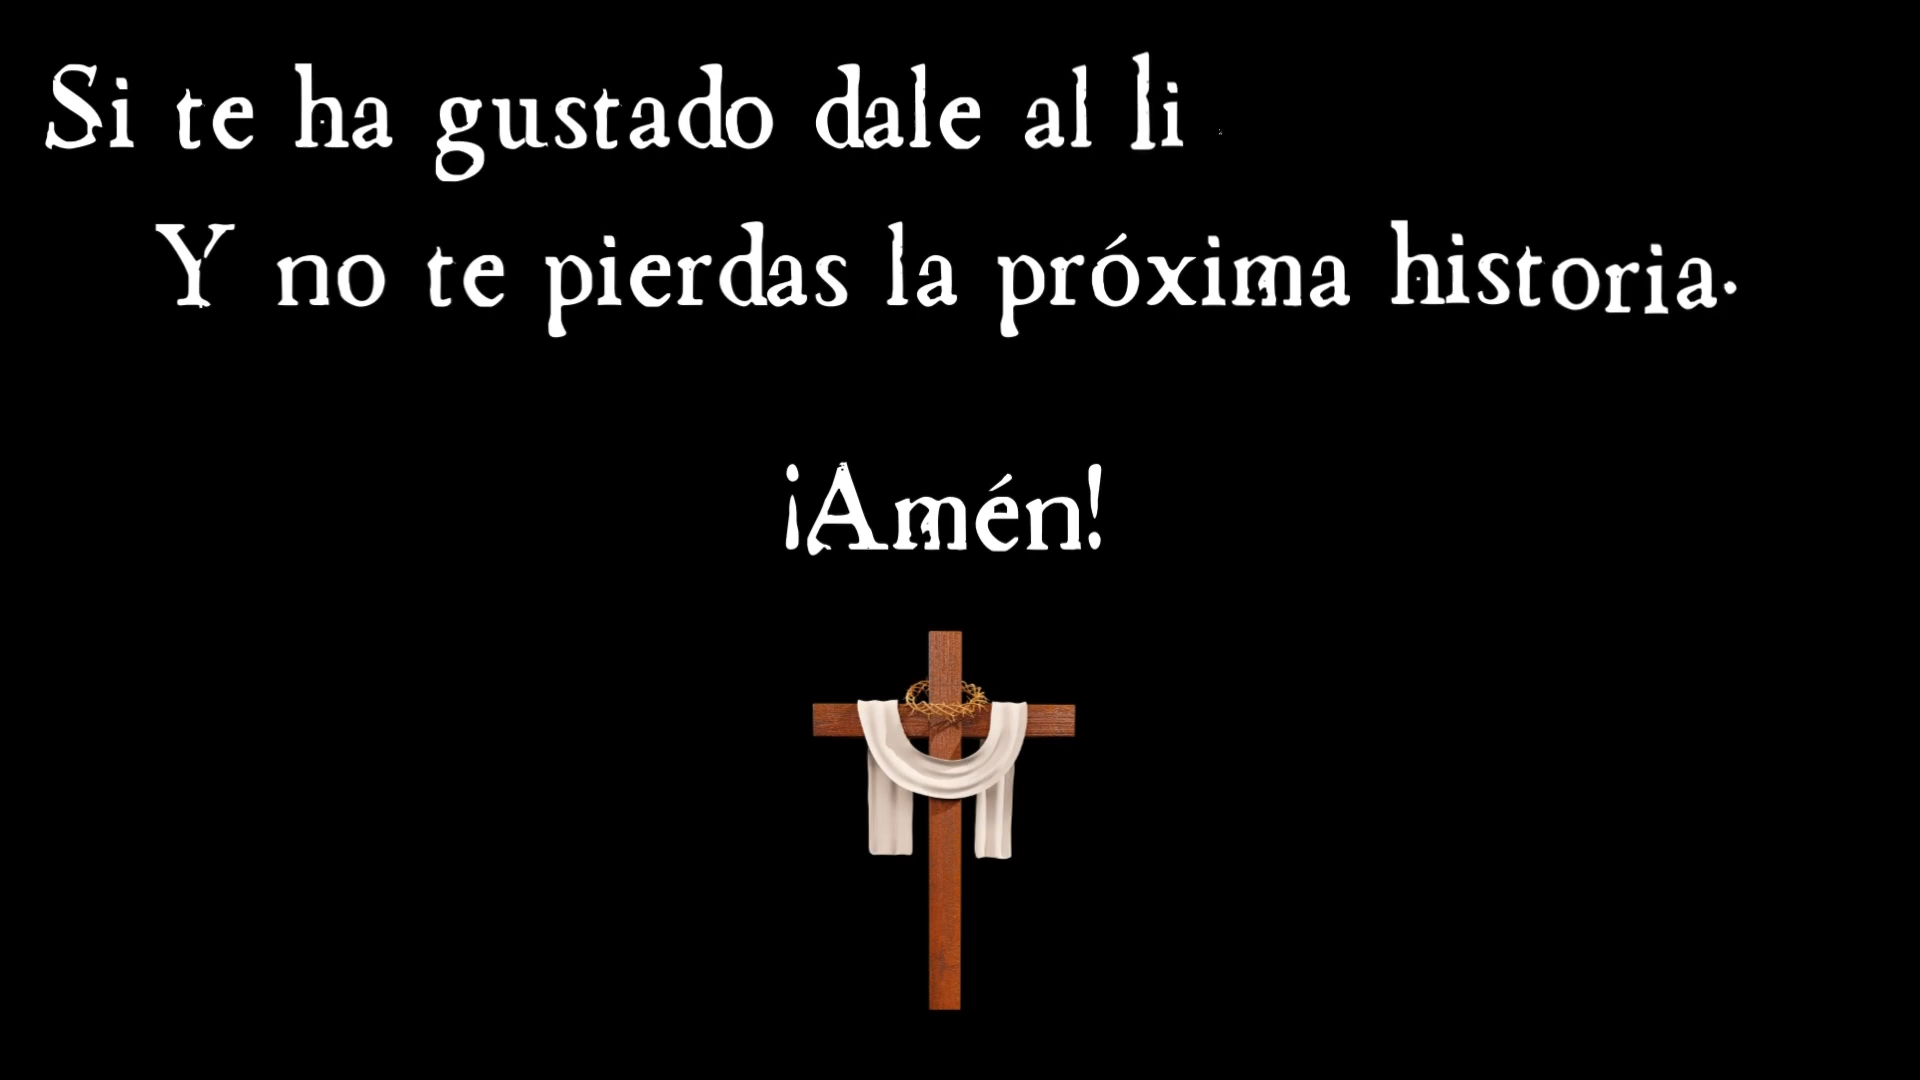 Si te ha gustado dale al li
Y no te pierdas la próxima historia.
¡Amén!